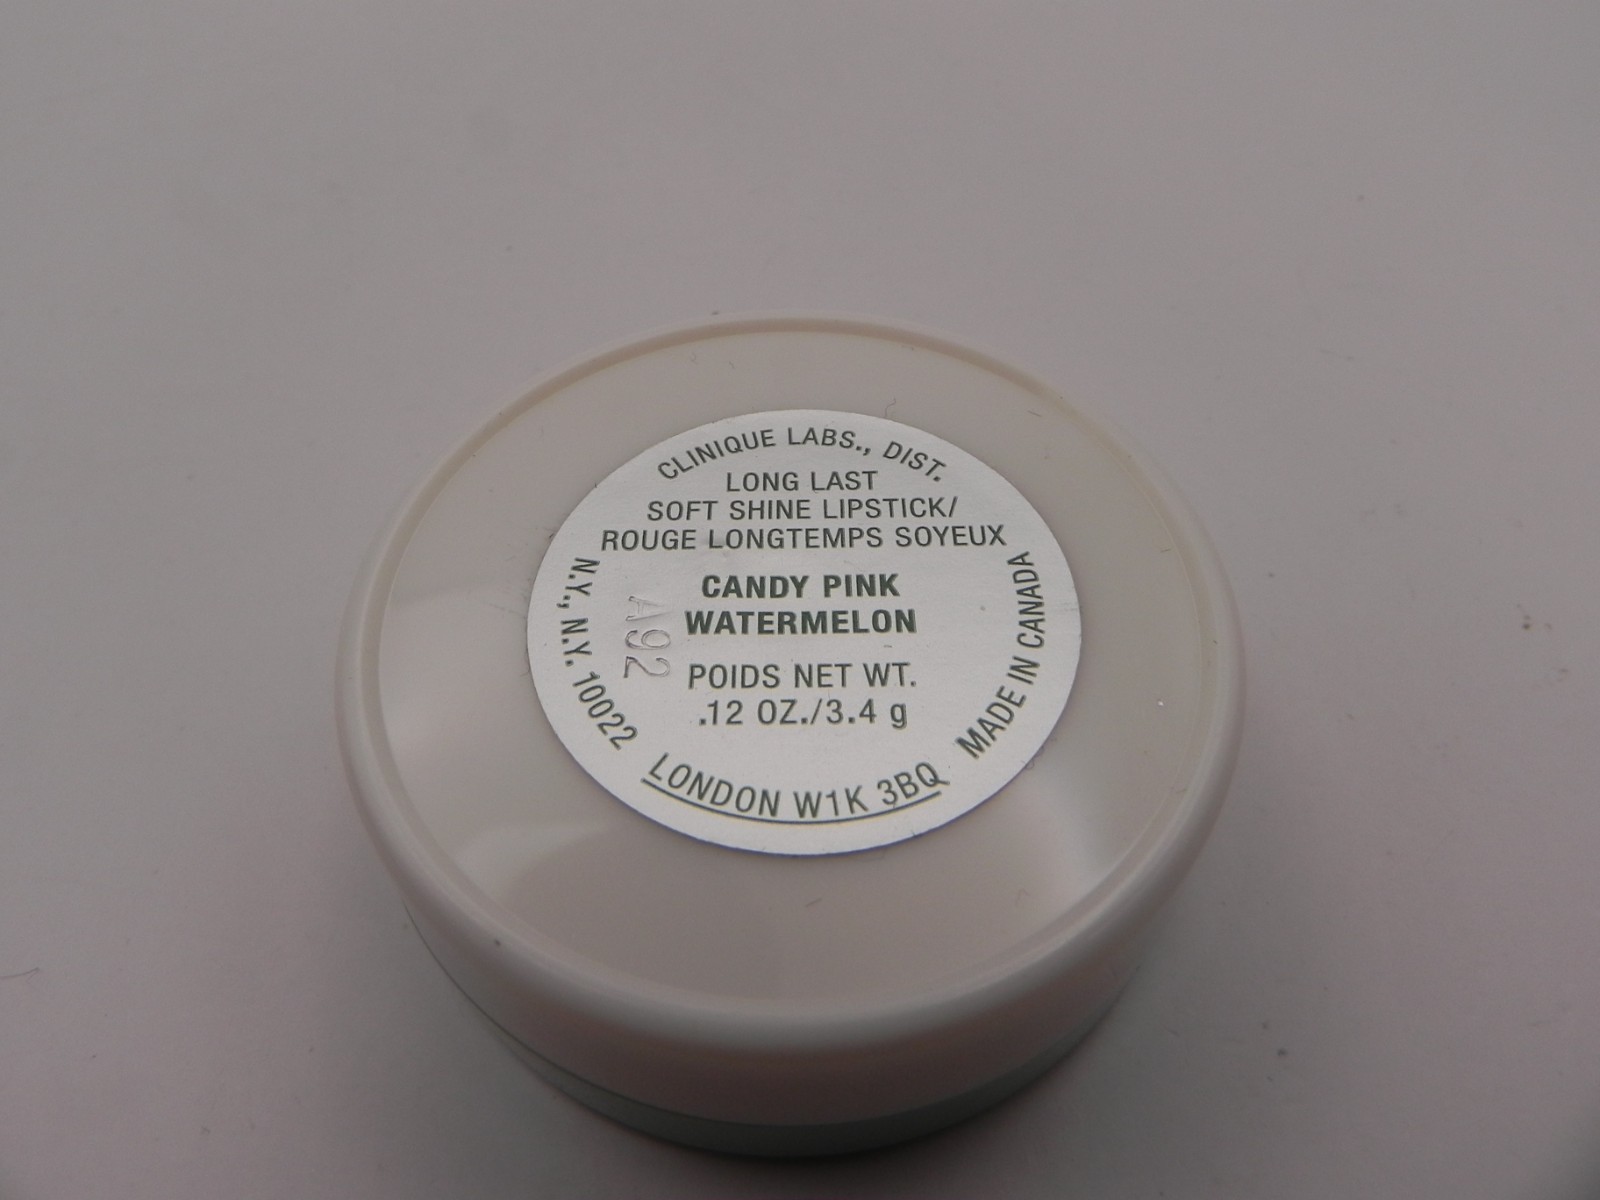 CLINIQUE LABS., DIST.
LONG LAST
SOFT SHINE LIPSTICK/
ROUGE LONGTEMPS SOYEUX
CANDY PINK
WATERMELON
POIDS NET WT.
.12 OZ./3.4 g
A92
N.Y., N.Y. 10022
LONDON W1K 3BQ
MADE IN CANADA